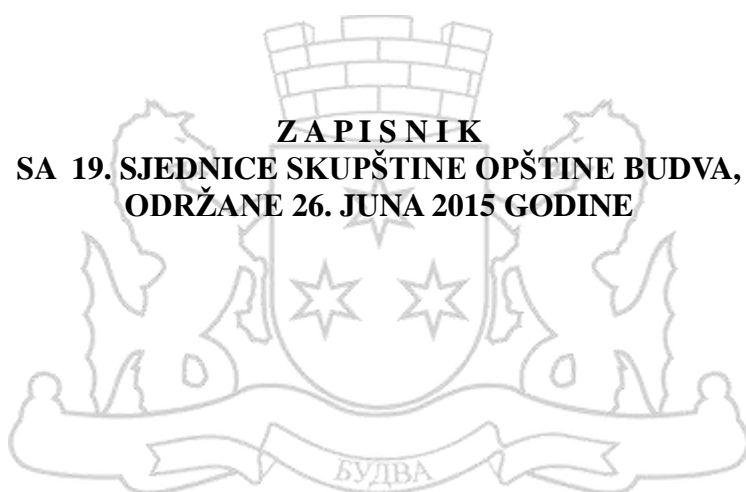 Z A P I S N I K
SA 19. SJEDNICE SKUPŠTINE OPŠTINE BUDVA,
ODRŽANE 26. JUNA 2015 GODINE
БУДВА